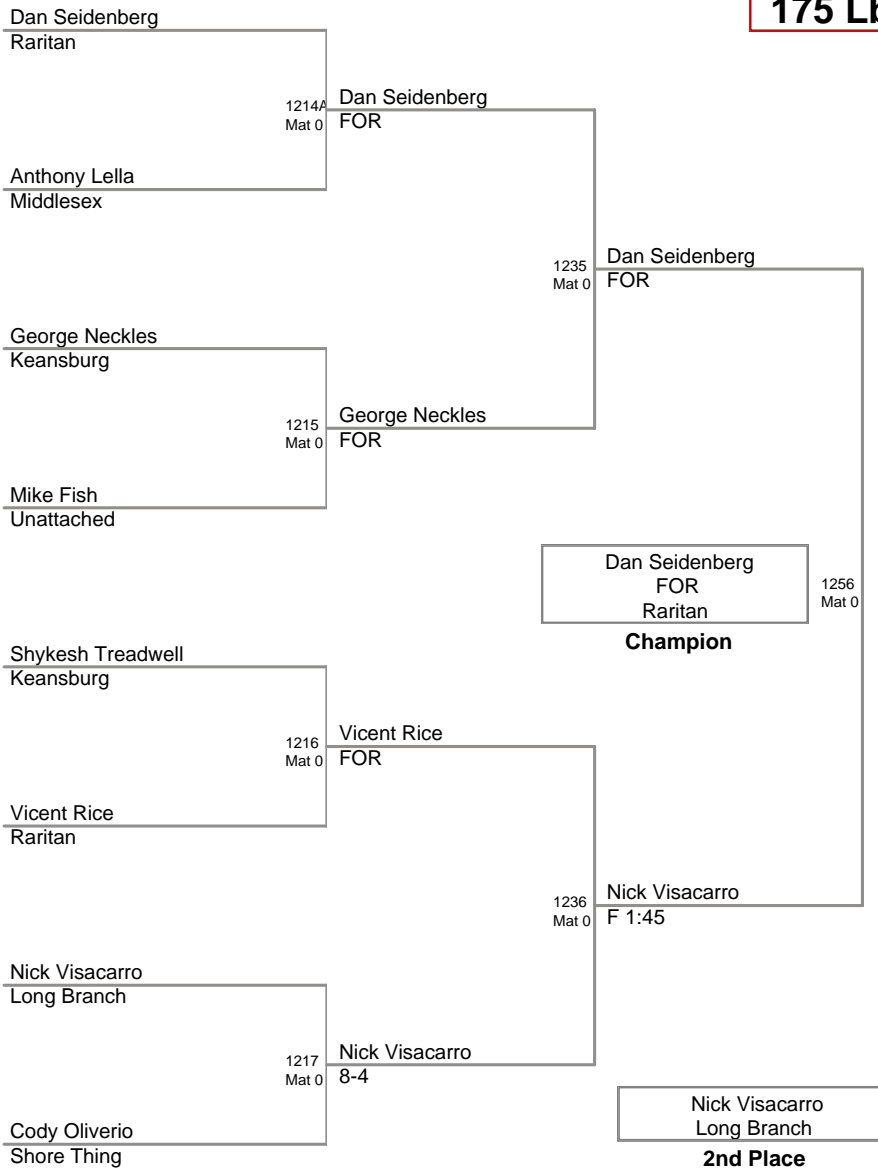 175 Lb
Dan Seidenberg
Raritan
1214A
Mat 0
Dan Seidenberg
FOR
Anthony Lella
Middlesex
1235
Mat 0
Dan Seidenberg
FOR
George Neckles
Keansburg
1215
Mat 0
George Neckles
FOR
Mike Fish
Unattached
Dan Seidenberg
FOR
Raritan
Champion
1256
Mat 0
Shykesh Treadwell
Keansburg
1216
Mat 0
Vicent Rice
FOR
Vicent Rice
Raritan
1236
Mat 0
Nick Visacarro
F 1:45
Nick Visacarro
Long Branch
1217
Mat 0
Nick Visacarro
8-4
Cody Oliverio
Shore Thing
Nick Visacarro
Long Branch
2nd Place